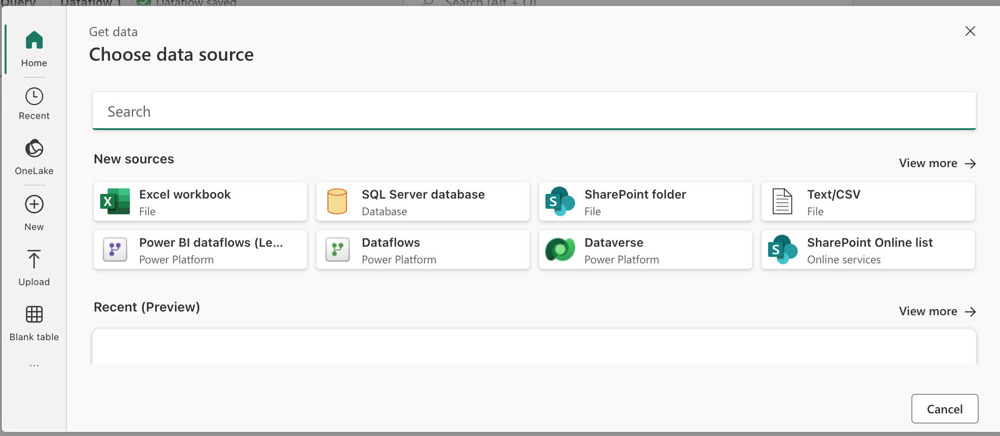 Query
Dataflow 1
Dataflow saved
Search (Alt + Q)
Home
Recent
OneLake
New
Upload
Blank table
...
Get data
Choose data source
Search
New sources
View more
Excel workbook
File
SQL Server database
Database
SharePoint folder
File
Text/CSV
File
Power BI dataflows (Le...
Power Platform
Dataflows
Power Platform
Dataverse
Power Platform
SharePoint Online list
Online services
Recent (Preview)
View more
Cancel